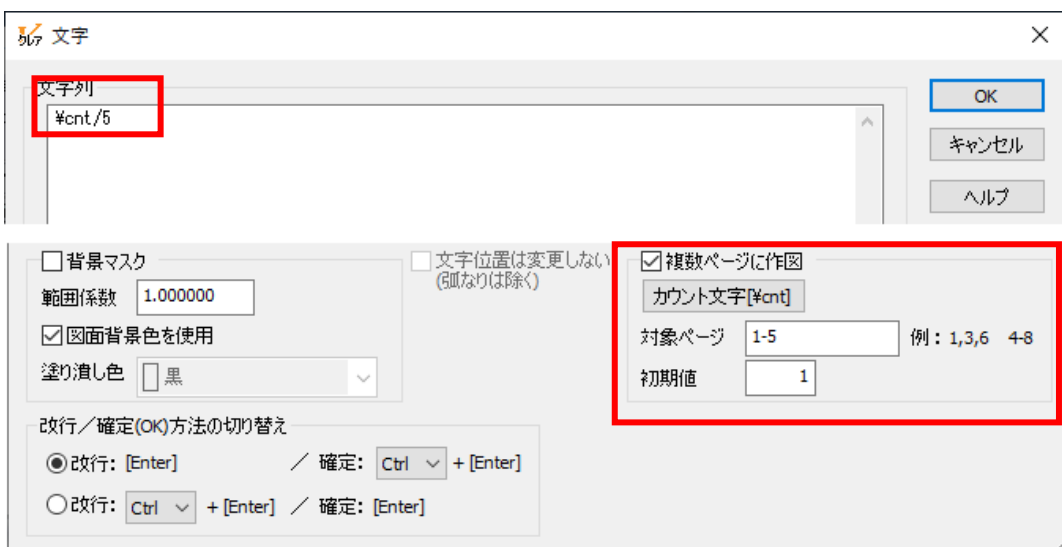 文字
文字列
¥cnt/5
OK
キャンセル
ヘルプ
背景マスク
範囲係数 1.000000
図面背景色を使用
塗り潰し色 黒
文字位置は変更しない
(弧なりは除く)
複数ページに作図
カウント文字[¥cnt]
対象ページ 1-5 例：1,3,6 4-8
初期値 1
改行／確定(OK)方法の切り替え
改行： [Enter] ／ 確定： Ctrl + [Enter]
改行： Ctrl + [Enter] ／ 確定： [Enter]